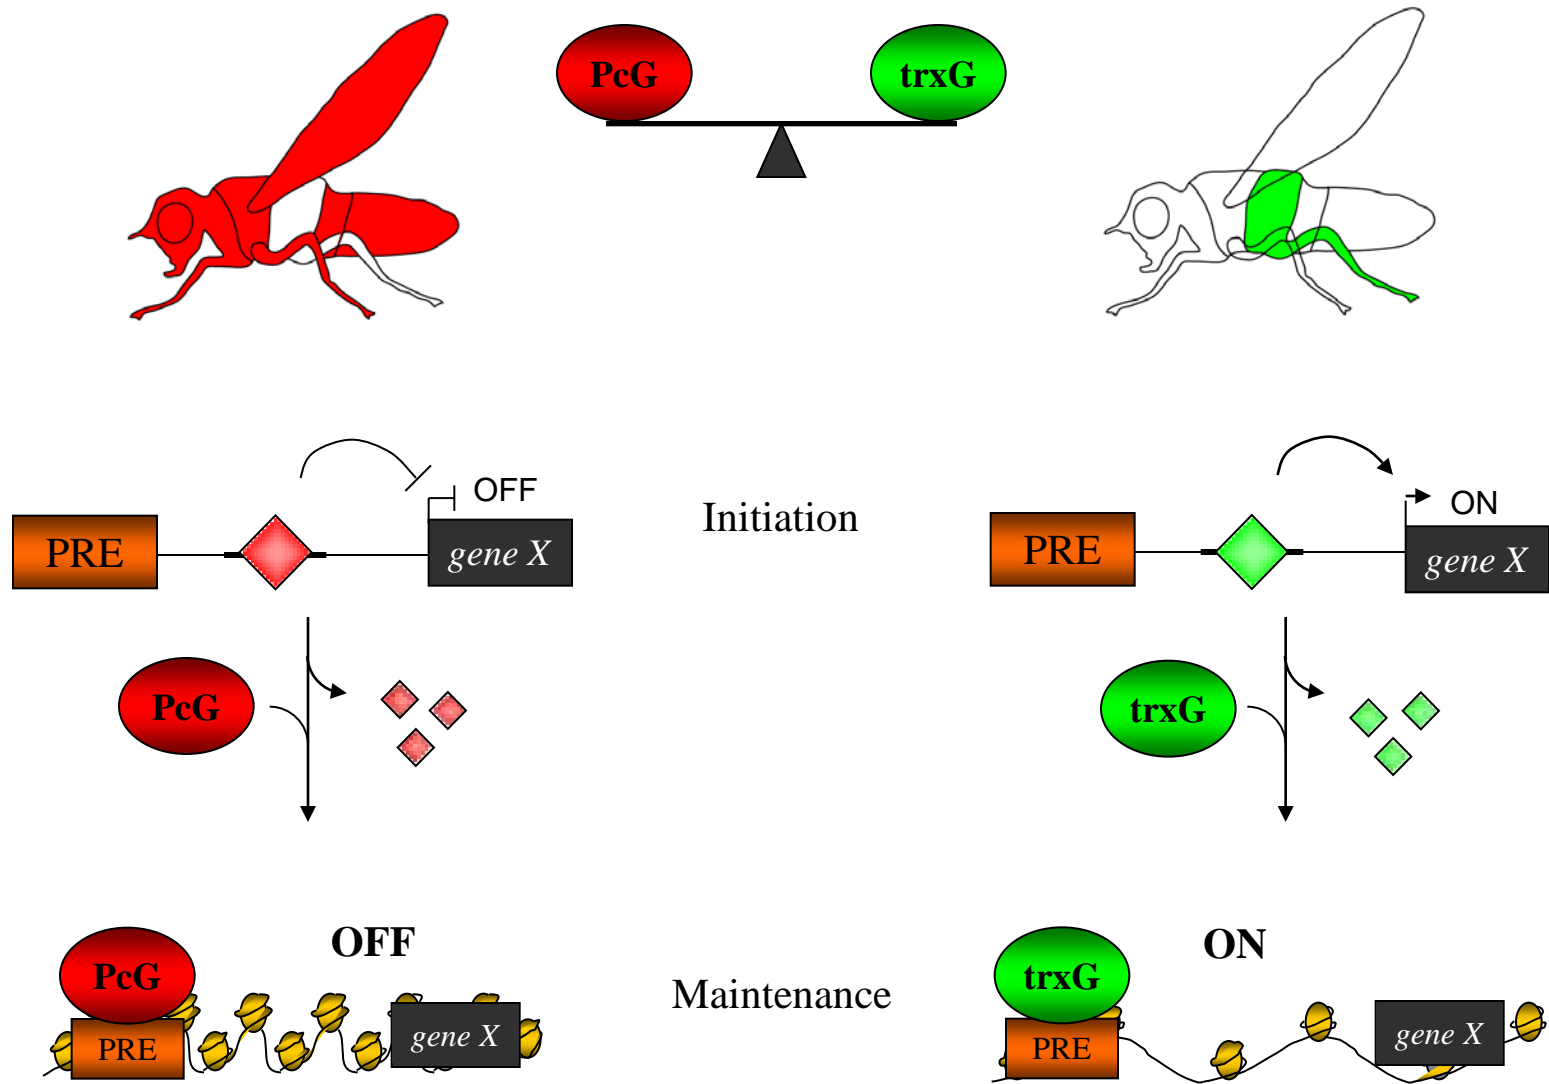 PcG
trxG
OFF
PRE
gene X
Initiation
ON
PRE
gene X
PcG
trxG
OFF
PcG
PRE
gene X
Maintenance
ON
trxG
PRE
gene X